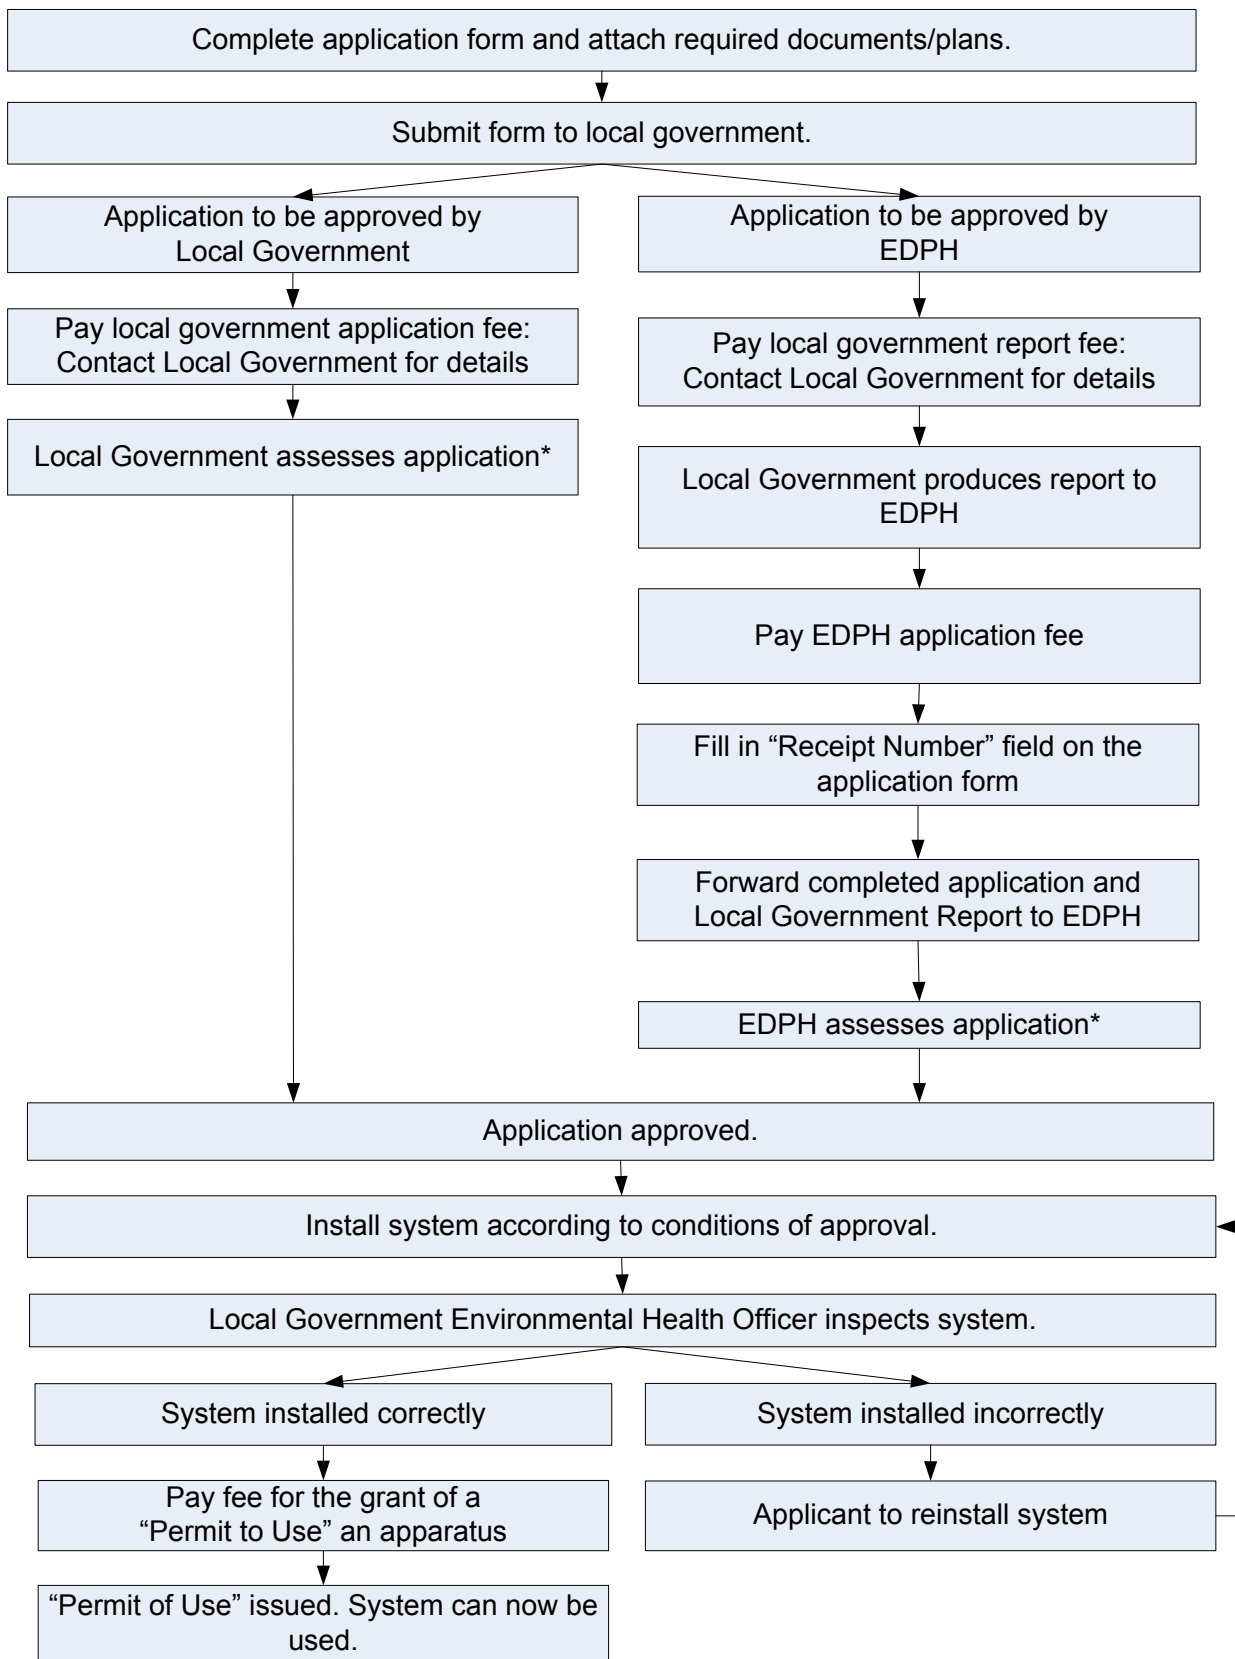 Complete application form and attach required documents/plans.
Submit form to local government.
Application to be approved by
Local Government
Pay local government application fee:
Contact Local Government for details
Local Government assesses application*
Application to be approved by
EDPH
Pay local government report fee:
Contact Local Government for details
Local Government produces report to
EDPH
Pay EDPH application fee
Fill in “Receipt Number” field on the
application form
Forward completed application and
Local Government Report to EDPH
EDPH assesses application*
Application approved.
Install system according to conditions of approval.
Local Government Environmental Health Officer inspects system.
System installed correctly
Pay fee for the grant of a
“Permit to Use” an apparatus
“Permit of Use” issued. System can now be
used.
System installed incorrectly
Applicant to reinstall system